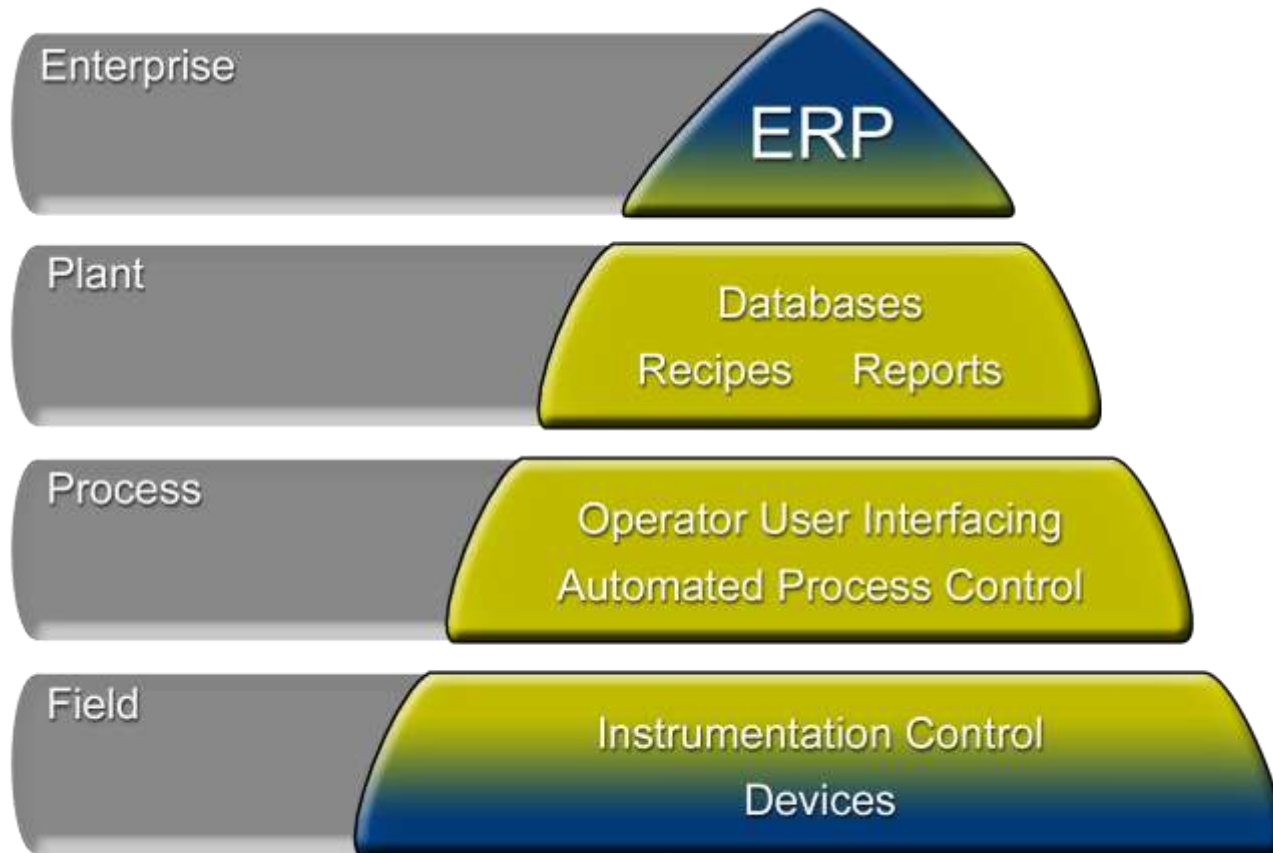 Enterprise
ERP
Plant
Databases
Recipes Reports
Process
Operator User Interfacing
Automated Process Control
Field
Instrumentation Control
Devices